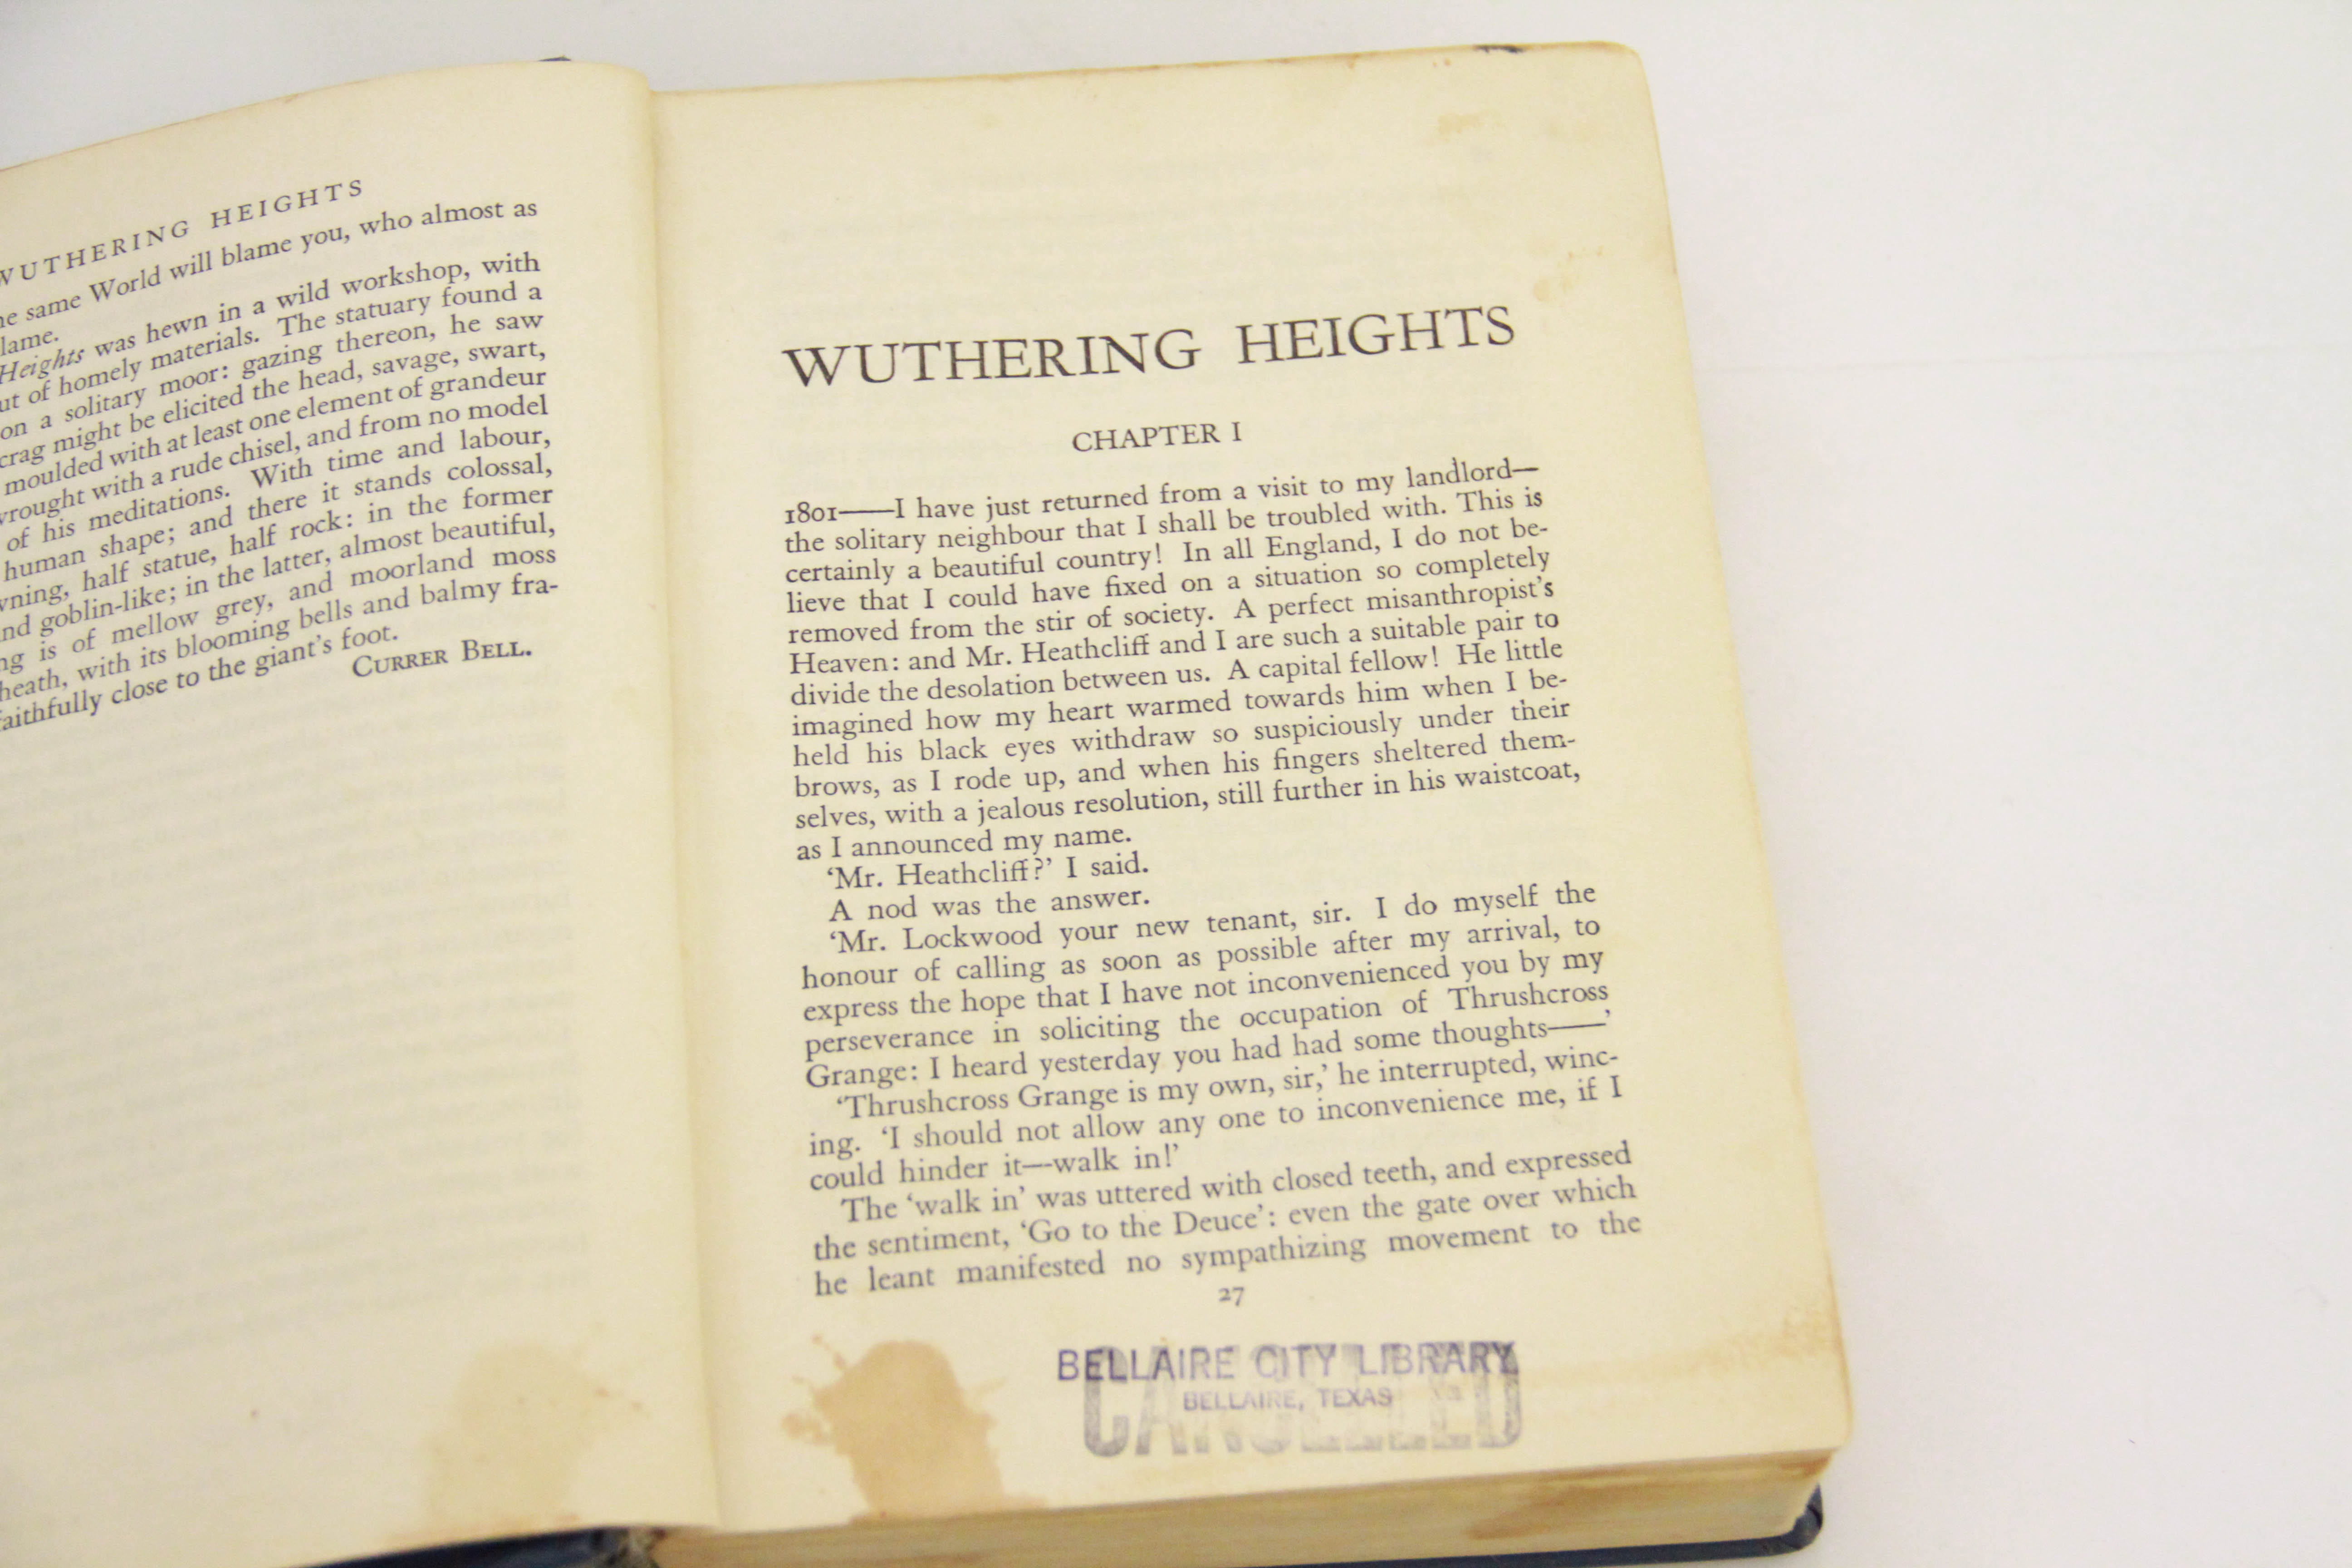 WUTHERING HEIGHTS
same World will blame you, who almost as
Heights was hewn in a wild workshop, with
of homely materials. The statuary found a
on a solitary moor: gazing thereon, he saw
crag might be elicited the head, savage, swart,
moulded with at least one element of grandeur
wrought with a rude chisel, and from no model
of his meditations. With time and labour,
human shape; and there it stands colossal,
half statue, half rock: in the former
goblin-like; in the latter, almost beautiful,
is of mellow grey, and moorland moss
heath, with its blooming bells and balmy fra-
faithfully close to the giant's foot.
CURRER BELL.
WUTHERING HEIGHTS
CHAPTER I
1801——I have just returned from a visit to my landlord—
the solitary neighbour that I shall be troubled with. This is
certainly a beautiful country! In all England, I do not be-
lieve that I could have fixed on a situation so completely
removed from the stir of society. A perfect misanthropist's
Heaven: and Mr. Heathcliff and I are such a suitable pair to
divide the desolation between us. A capital fellow! He little
imagined how my heart warmed towards him when I be-
held his black eyes withdraw so suspiciously under their
brows, as I rode up, and when his fingers sheltered them-
selves, with a jealous resolution, still further in his waistcoat,
as I announced my name.
‘Mr. Heathcliff?’ I said.
A nod was the answer.
‘Mr. Lockwood your new tenant, sir. I do myself the
honour of calling as soon as possible after my arrival, to
express the hope that I have not inconvenienced you by my
perseverance in soliciting the occupation of Thrushcross
Grange: I heard yesterday you had had some thoughts——’
‘Thrushcross Grange is my own, sir,’ he interrupted, winc-
ing. ‘I should not allow any one to inconvenience me, if I
could hinder it—walk in!’
The ‘walk in’ was uttered with closed teeth, and expressed
the sentiment, ‘Go to the Deuce’: even the gate over which
he leant manifested no sympathizing movement to the
27
BELLAIRE CITY LIBRARY
BELLAIRE, TEXAS
CANCELLED